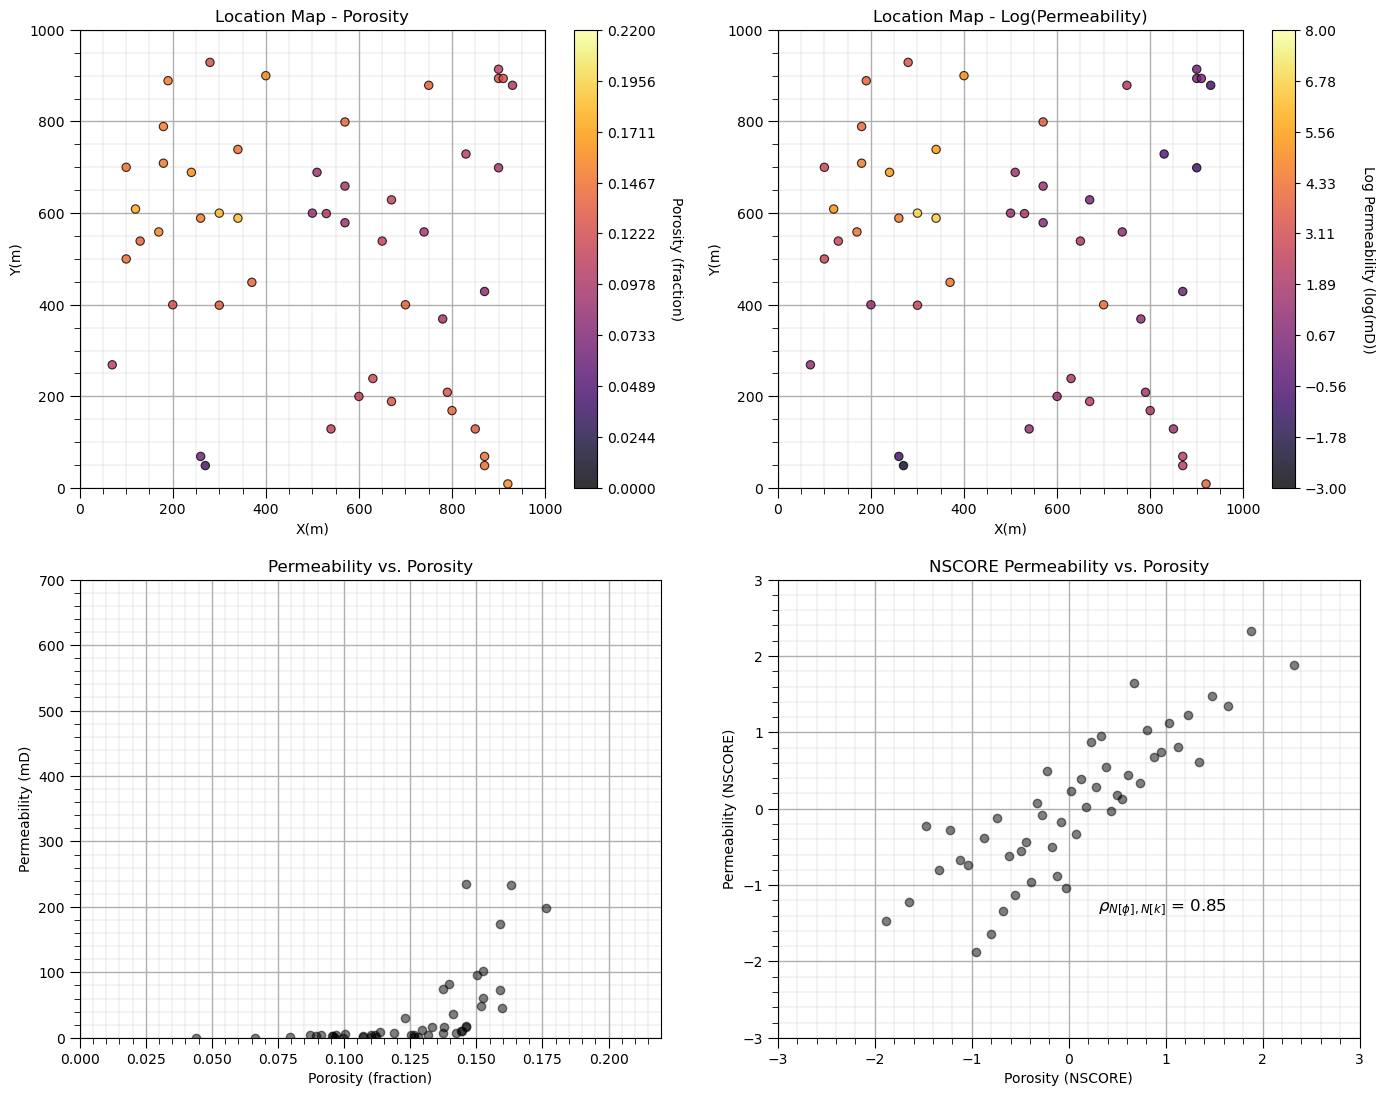 Location Map - Porosity
1000
800
600
400
200
0
Y(m)
0 200 400 600 800 1000
X(m)
0.2200
0.1956
0.1711
0.1467
0.1222
0.0978
0.0733
0.0489
0.0244
0.0000
Porosity (fraction)
Location Map - Log(Permeability)
1000
800
600
400
200
0
Y(m)
0 200 400 600 800 1000
X(m)
8.00
6.78
5.56
4.33
3.11
1.89
0.67
−0.56
−1.78
−3.00
Log Permeability (log(mD))
Permeability vs. Porosity
700
600
500
400
300
200
100
0
Permeability (mD)
0.000 0.025 0.050 0.075 0.100 0.125 0.150 0.175 0.200
Porosity (fraction)
NSCORE Permeability vs. Porosity
3
2
1
0
−1
−2
−3
Permeability (NSCORE)
ρN[ϕ], N[k] = 0.85
−3 −2 −1 0 1 2 3
Porosity (NSCORE)